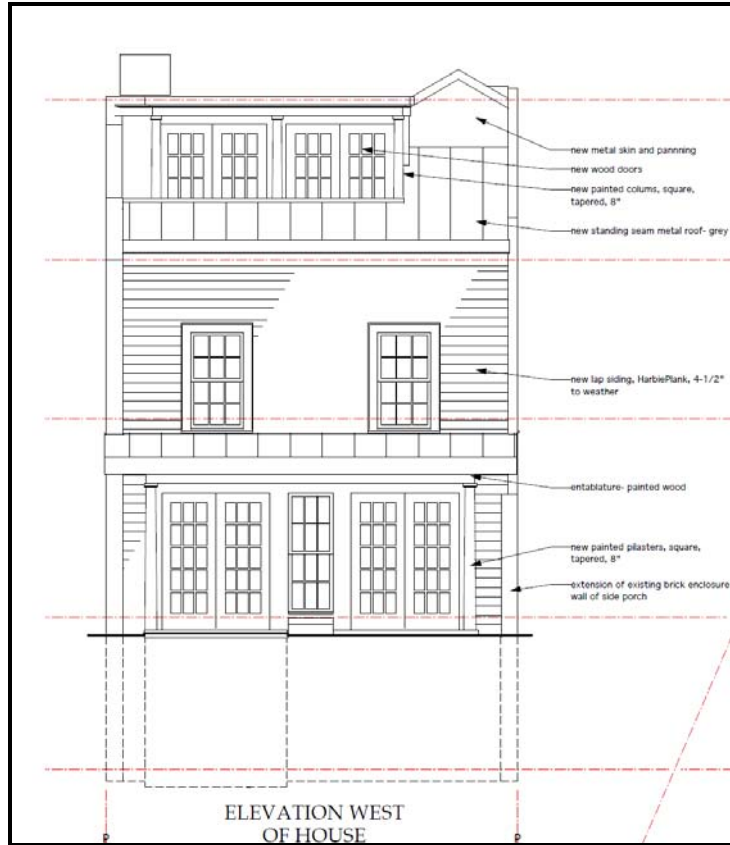 new metal skin and pannning
new wood doors
new painted colums, square,
tapered, 8"
new standing seam metal roof- grey
new lap siding, HarbiePlank, 4-1/2"
to weather
entablature- painted wood
new painted pilasters, square,
tapered, 8"
extension of existing brick enclosure
wall of side porch
ELEVATION WEST
OF HOUSE